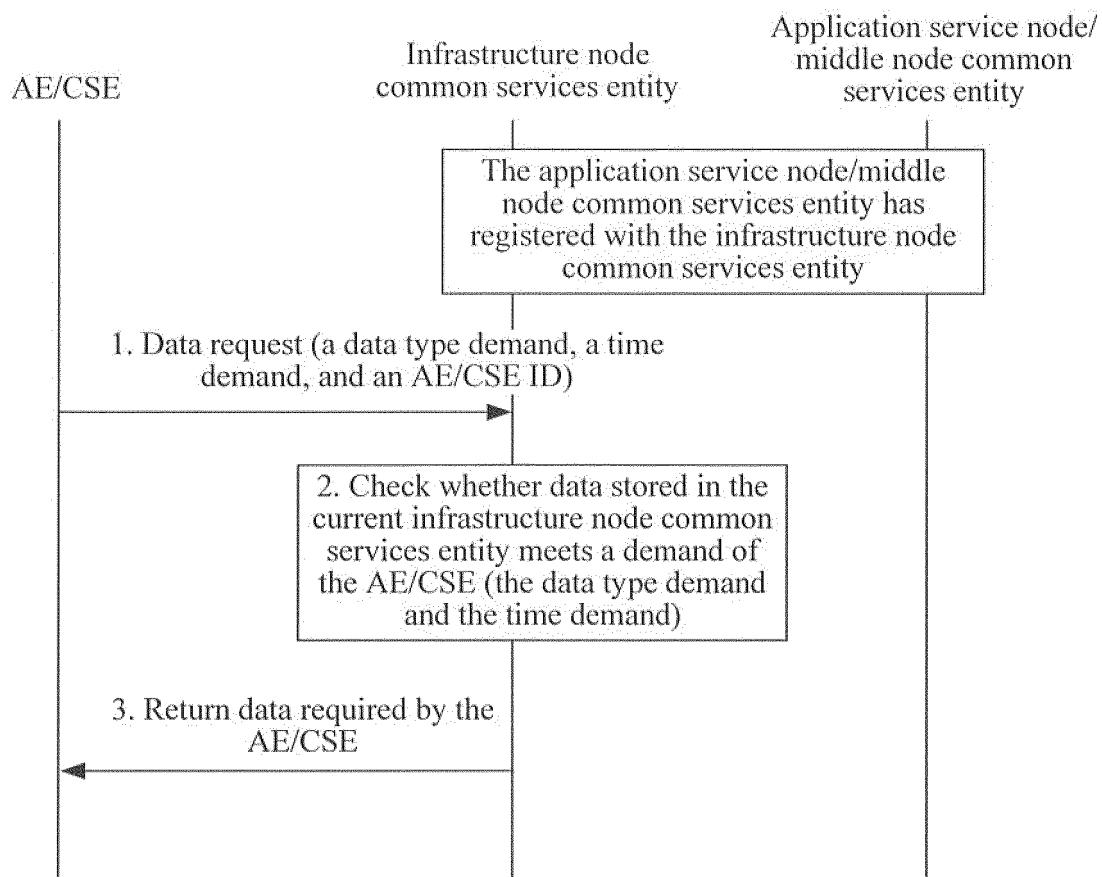 AE/CSE
Infrastructure node
common services entity
Application service node/
middle node common
services entity
The application service node/middle
node common services entity has
registered with the infrastructure node
common services entity
1. Data request (a data type demand, a time
demand, and an AE/CSE ID)
2. Check whether data stored in the
current infrastructure node common
services entity meets a demand of
the AE/CSE (the data type demand
and the time demand)
3. Return data required by the
AE/CSE